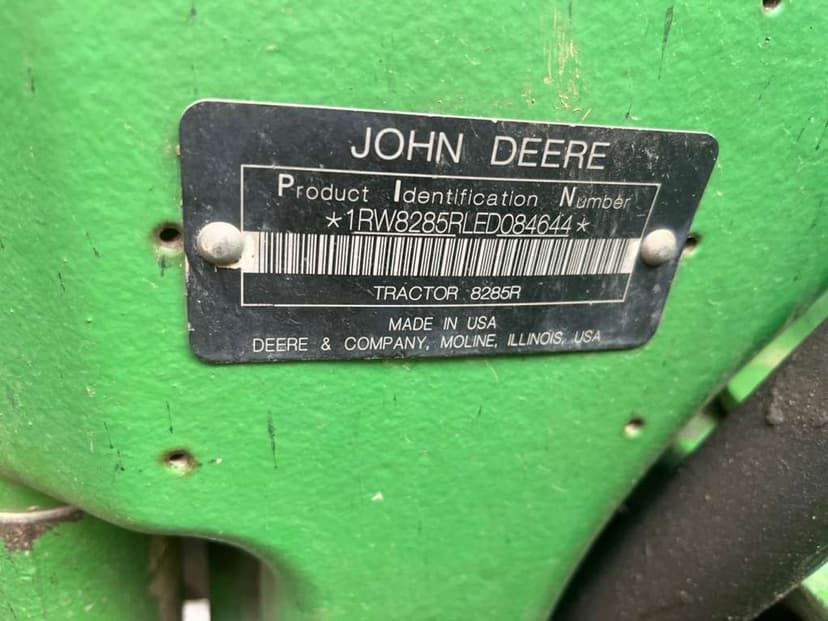 JOHN DEERE
Product Identification Number
*1RW8285RLED084644*
TRACTOR 8285R
MADE IN USA
DEERE & COMPANY, MOLINE, ILLINOIS, USA